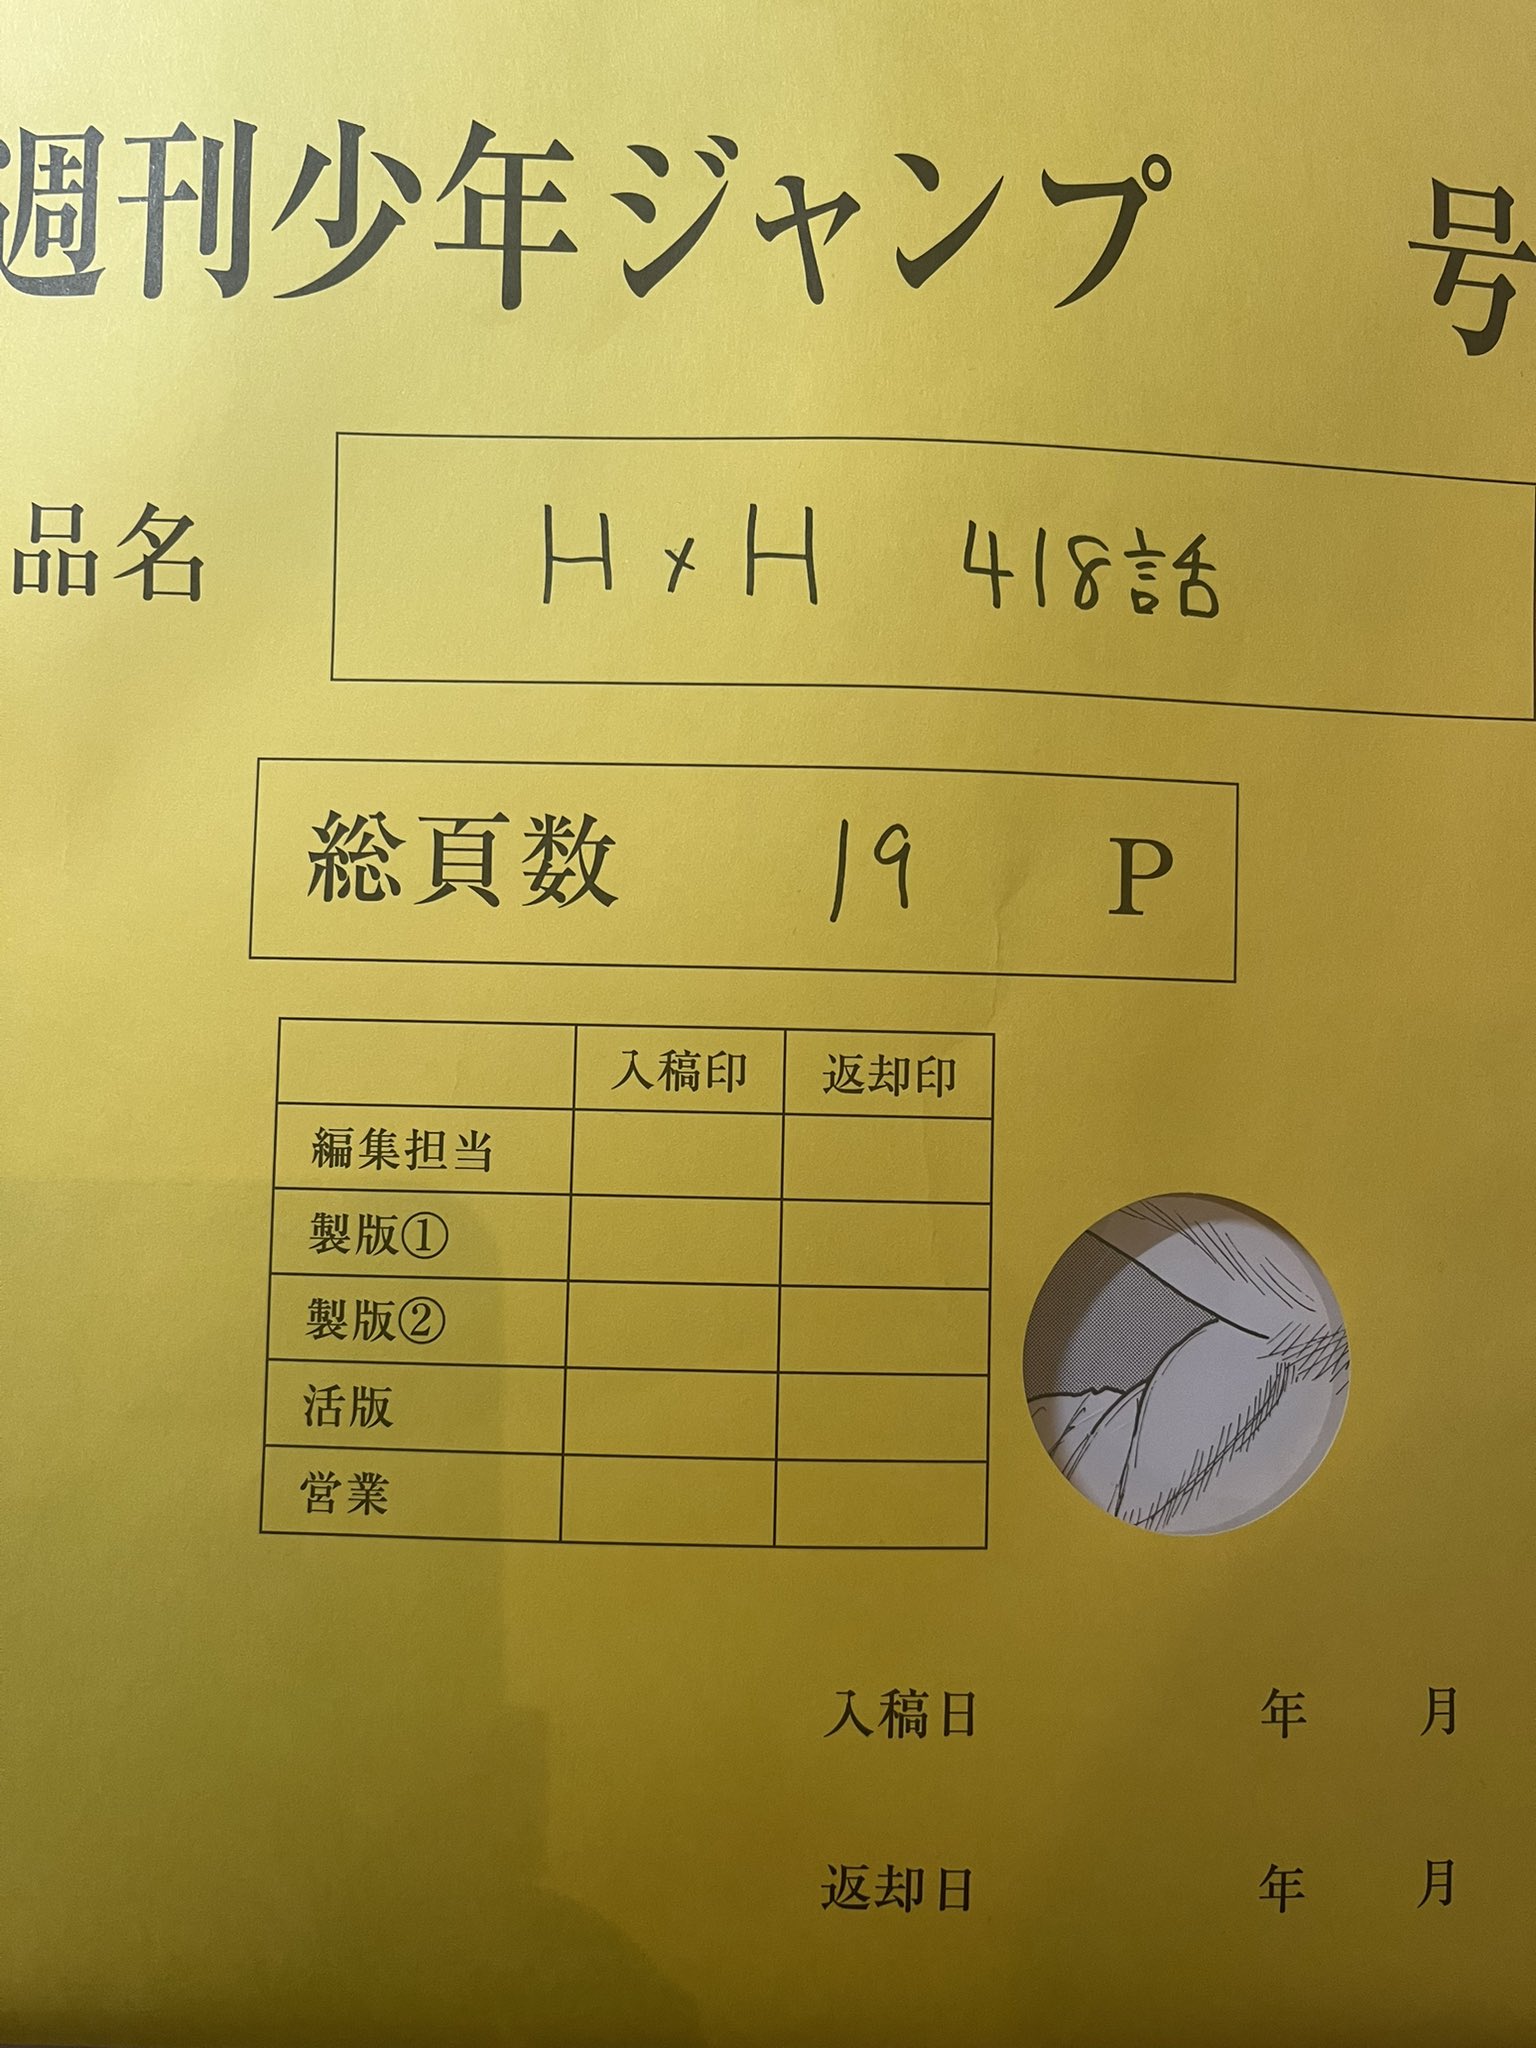 週刊少年ジャンプ 号
品名 H×H 418話
総頁数 19 P
入稿印 返却印
編集担当
製版①
製版②
活版
営業
入稿日 年 月
返却日 年 月